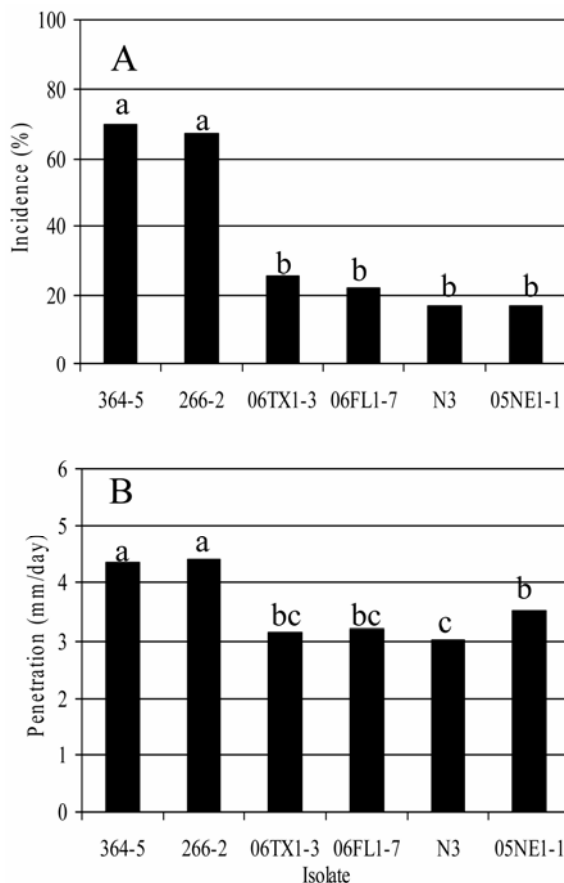 100
A
80
a a
60
Incidence (%)
40
b b b b
20
0
364-5 266-2 06TX1-3 06FL1-7 N3 05NE1-1
6
B
5
a a
4
b
bc bc c
3
Penetration (mm/day)
2
1
0
364-5 266-2 06TX1-3 06FL1-7 N3 05NE1-1
Isolate